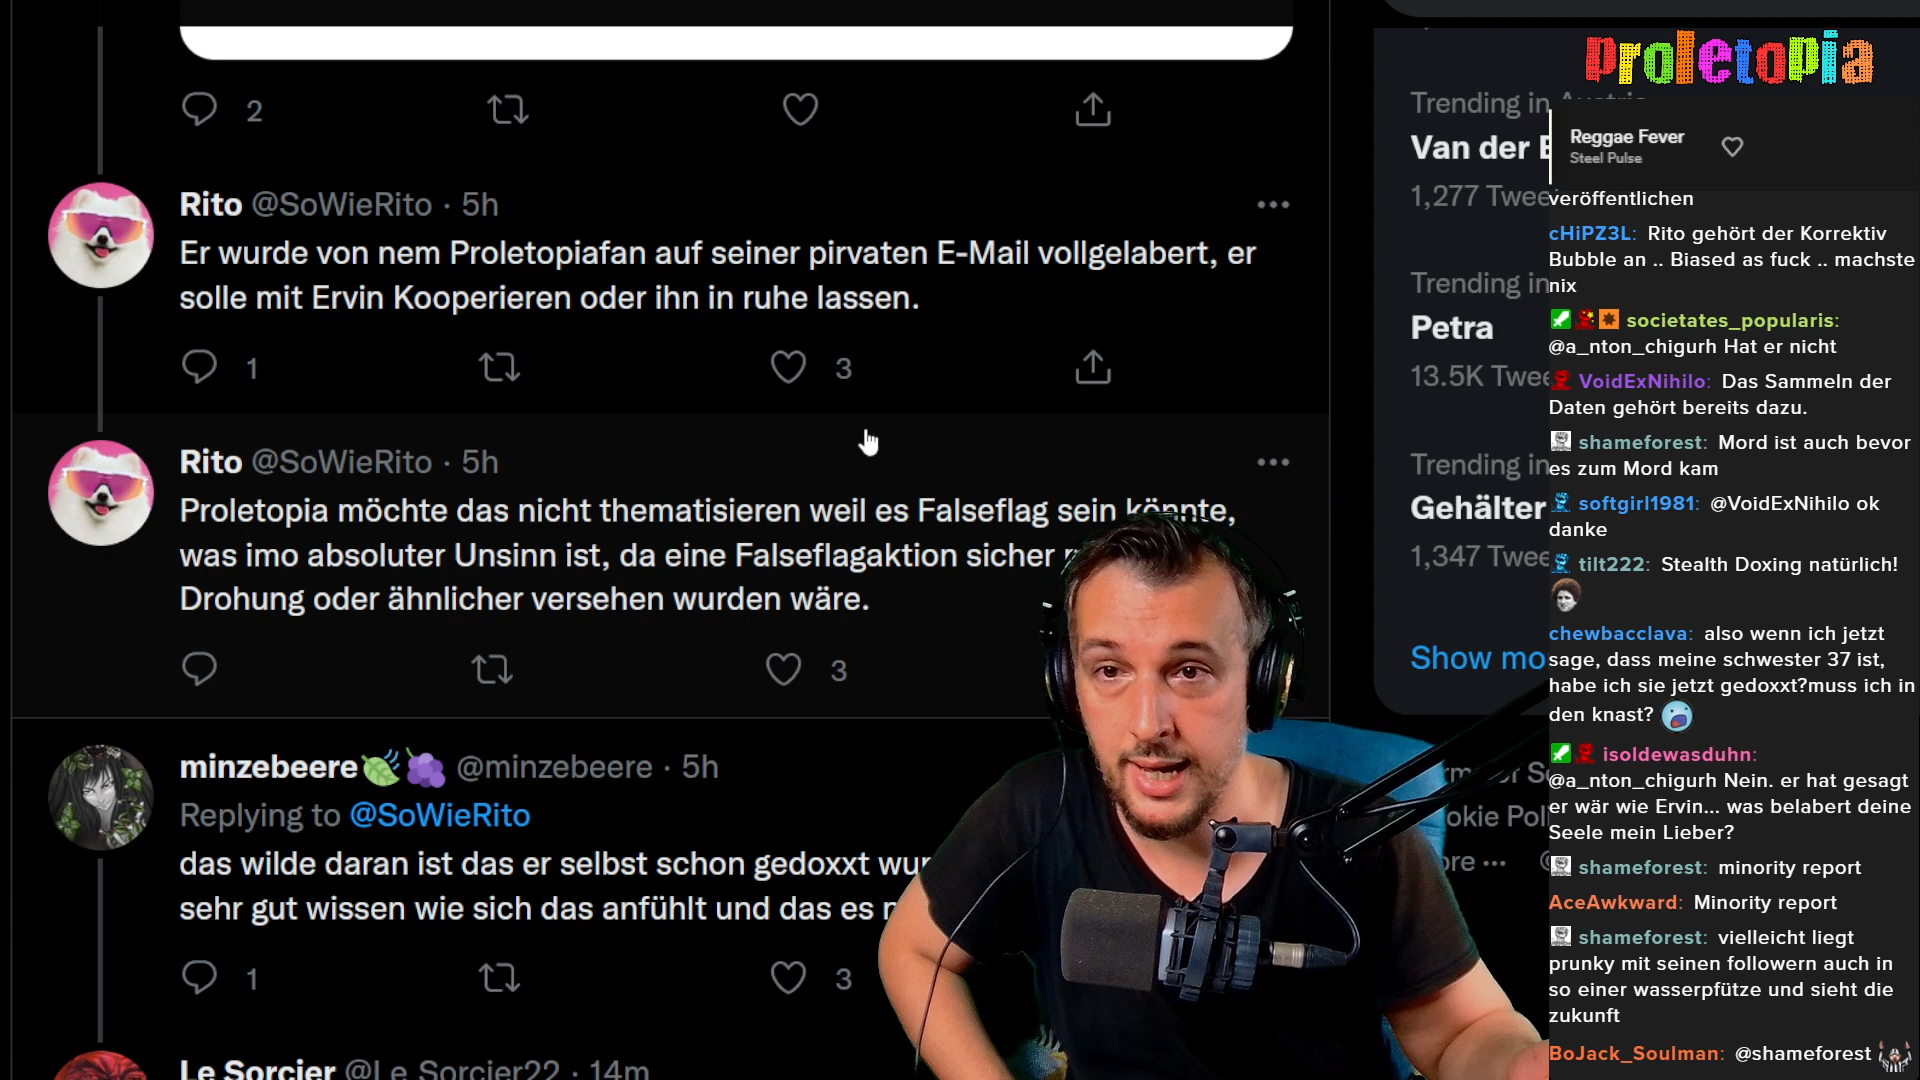 2
Rito @SoWieRito · 5h
Er wurde von nem Proletopiafan auf seiner pirvaten E-Mail vollgelabert, er
solle mit Ervin Kooperieren oder ihn in ruhe lassen.
1
3
Rito @SoWieRito · 5h
Proletopia möchte das nicht thematisieren weil es Falseflag sein könnte,
was imo absoluter Unsinn ist, da eine Falseflagaktion sicher
Drohung oder ähnlicher versehen wurden wäre.
3
minzebeere @minzebeere · 5h
Replying to @SoWieRito
das wilde daran ist das er selbst schon gedoxxt
sehr gut wissen wie sich das anfühlt und das es
1
3
Le Sorcier @Le Sorcier22 · 14m
Trending in Austria
Van der
1,277
Trending in
Petra
13.5K
Trending in
Gehälter
1,347
Show
Proletopia
Reggae Fever
Steel Pulse
veröffentlichen
cHiPZ3L: Rito gehört der Korrektiv
Bubble an .. Biased as fuck .. machste
nix
societates_popularis:
@a_nton_chigurh Hat er nicht
VoidExNihilo: Das Sammeln der
Daten gehört bereits dazu.
shameforest: Mord ist auch bevor
es zum Mord kam
softgirl1981: @VoidExNihilo ok
danke
tilt222: Stealth Doxing natürlich!
chewbacclava: also wenn ich jetzt
sage, dass meine schwester 37 ist,
habe ich sie jetzt gedoxxt?muss ich in
den knast?
isoldewasduhn:
@a_nton_chigurh Nein. er hat gesagt
er wär wie Ervin... was belabert deine
Seele mein Lieber?
shameforest: minority report
AceAwkward: Minority report
shameforest: vielleicht liegt
prunky mit seinen followern auch in
so einer wasserpfütze und sieht die
zukunft
BoJack_Soulman: @shameforest